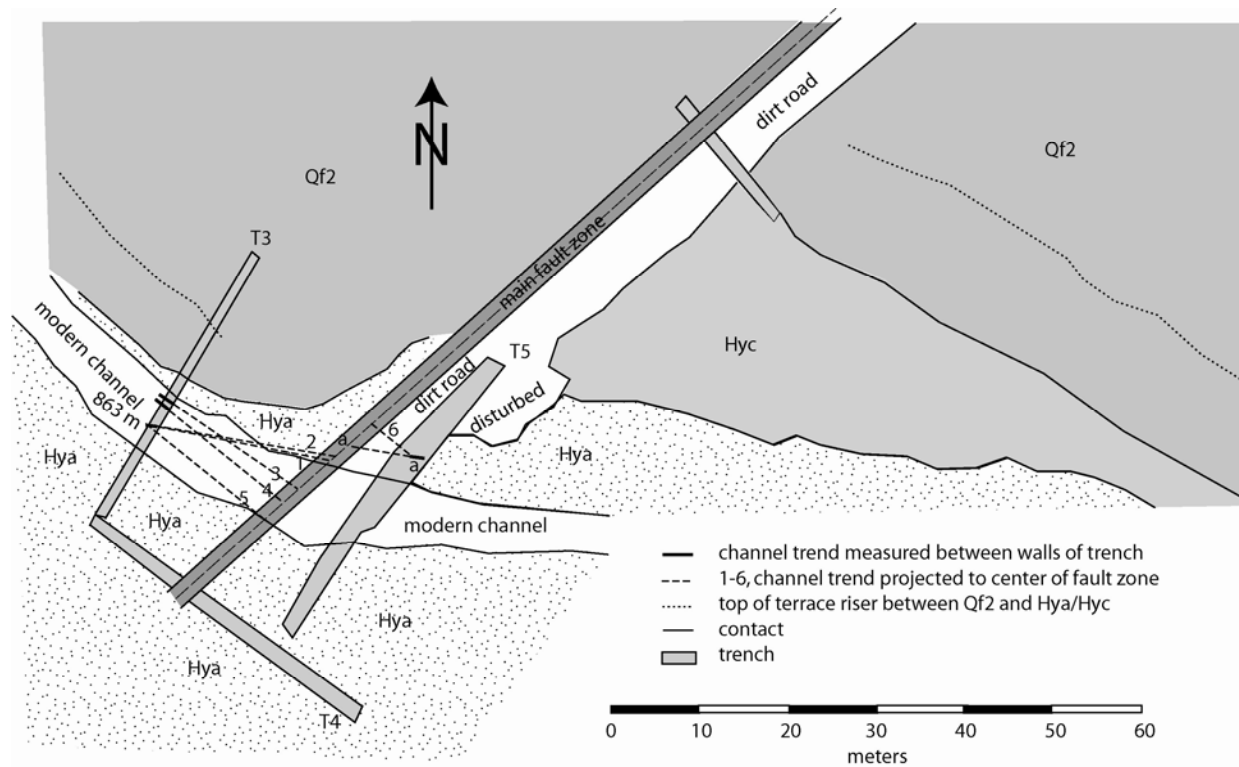 dirt road
Qf2
Qf2
N
T3
main fault zone
modern channel
863 m
Hyc
T5
dirt road
disturbed
Hya
6
2
a
1
a
3
4
5
Hya
Hya
Hya
modern channel
Hya
Hya
T4
channel trend measured between walls of trench
1-6, channel trend projected to center of fault zone
top of terrace riser between Qf2 and Hya/Hyc
contact
trench
0 10 20 30 40 50 60
meters